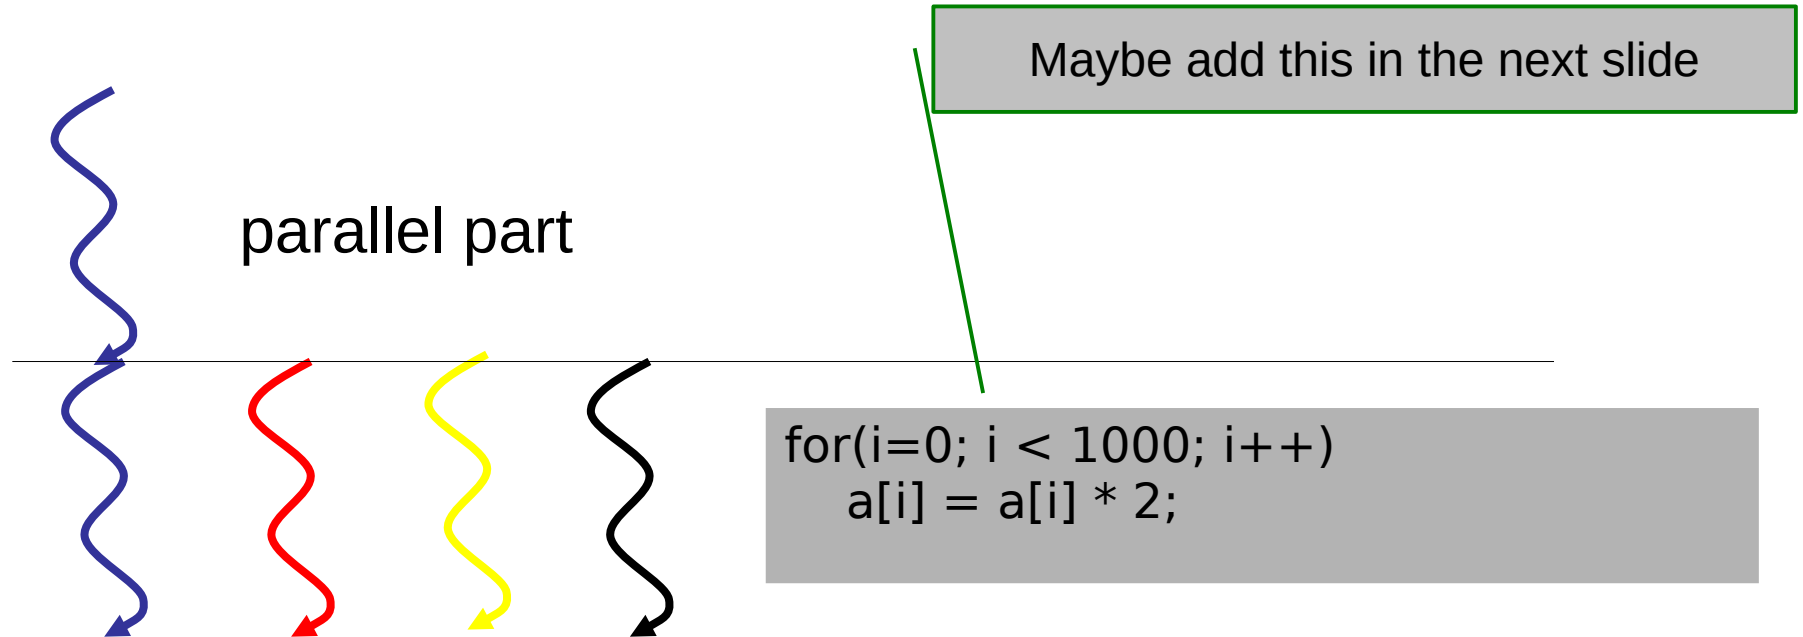 Maybe add this in the next slide
parallel part
for(i=0; i < 1000; i++)
a[i] = a[i] * 2;